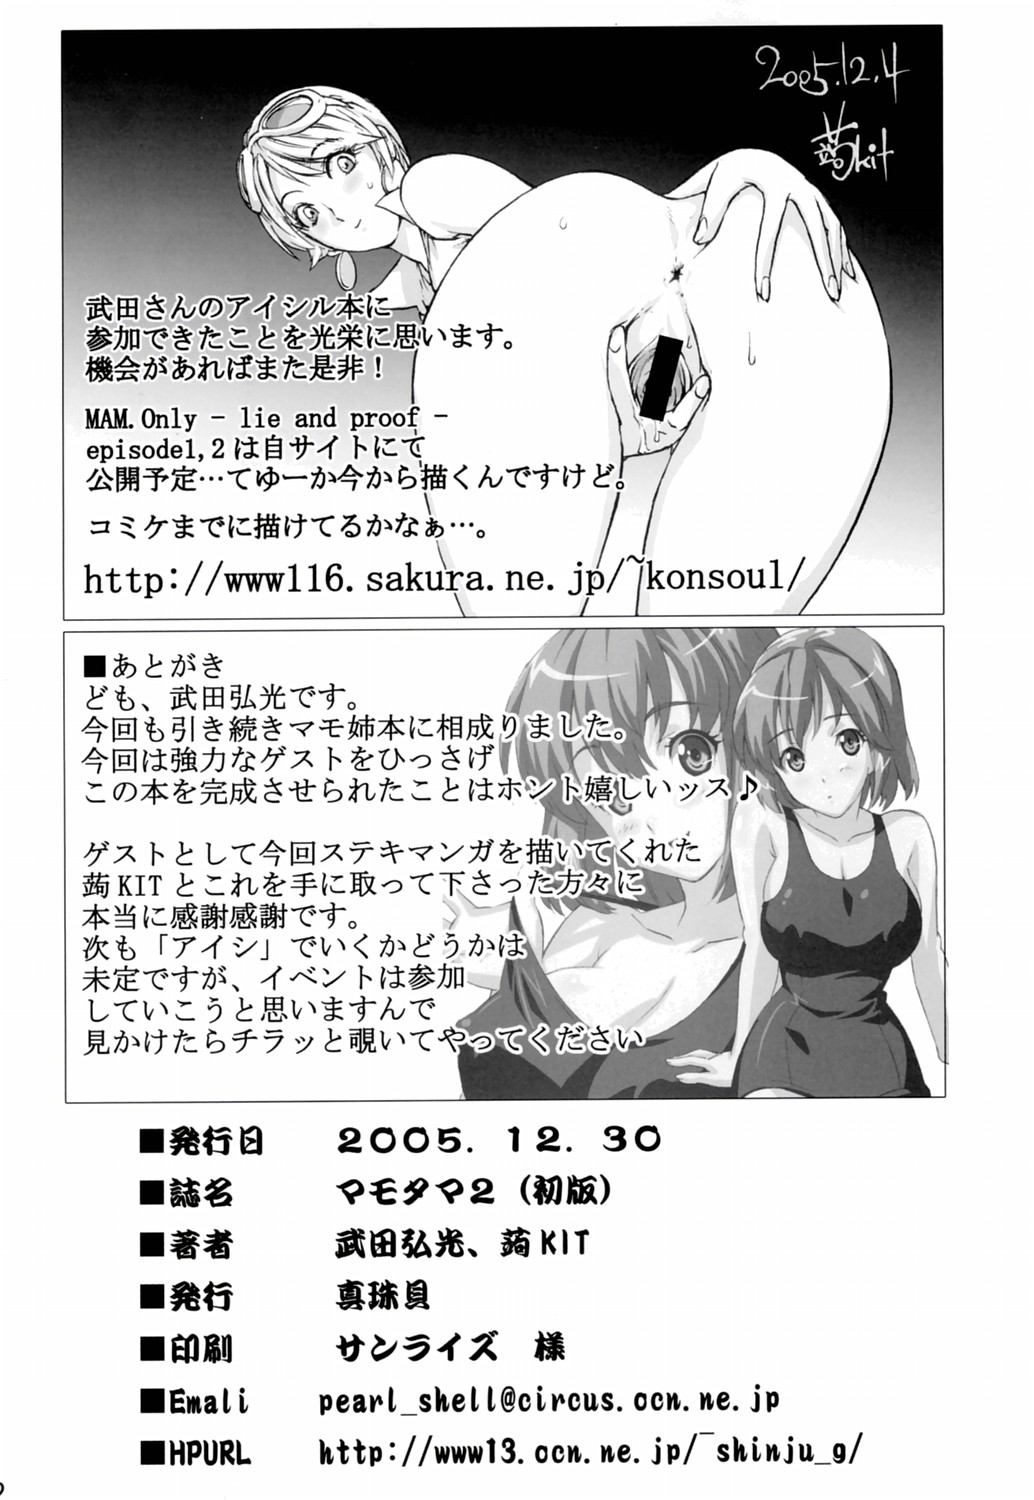 2005.12.4
蒟kit
武田さんのアイシル本に
参加できたことを光栄に思います。
機会があればまた是非！
MAM.Only - lie and proof -
episode1,2は自サイトにて
公開予定…てゆーか今から描くんですけど。
コミケまでに描けてるかなぁ…。
http://www116.sakura.ne.jp/~konsoul/
■あとがき
ども、武田弘光です。
今回も引き続きマモ姉本に相成りました。
今回は強力なゲストをひっさげ
この本を完成させられたことはホント嬉しいッス♪
ゲストとして今回ステキマンガを描いてくれた
蒟KITとこれを手に取って下さった方々に
本当に感謝感謝です。
次も「アイシ」でいくかどうかは
未定ですが、イベントは参加
していこうと思いますんで
見かけたらチラッと覗いてやってください
■発行日　２００５．１２．３０
■誌名　マモタマ２（初版）
■著者　武田弘光、蒟KIT
■発行　真珠貝
■印刷　サンライズ　様
■Emali　pearl_shell@circus.ocn.ne.jp
■HPURL　http://www13.ocn.ne.jp/‾shinju_g/